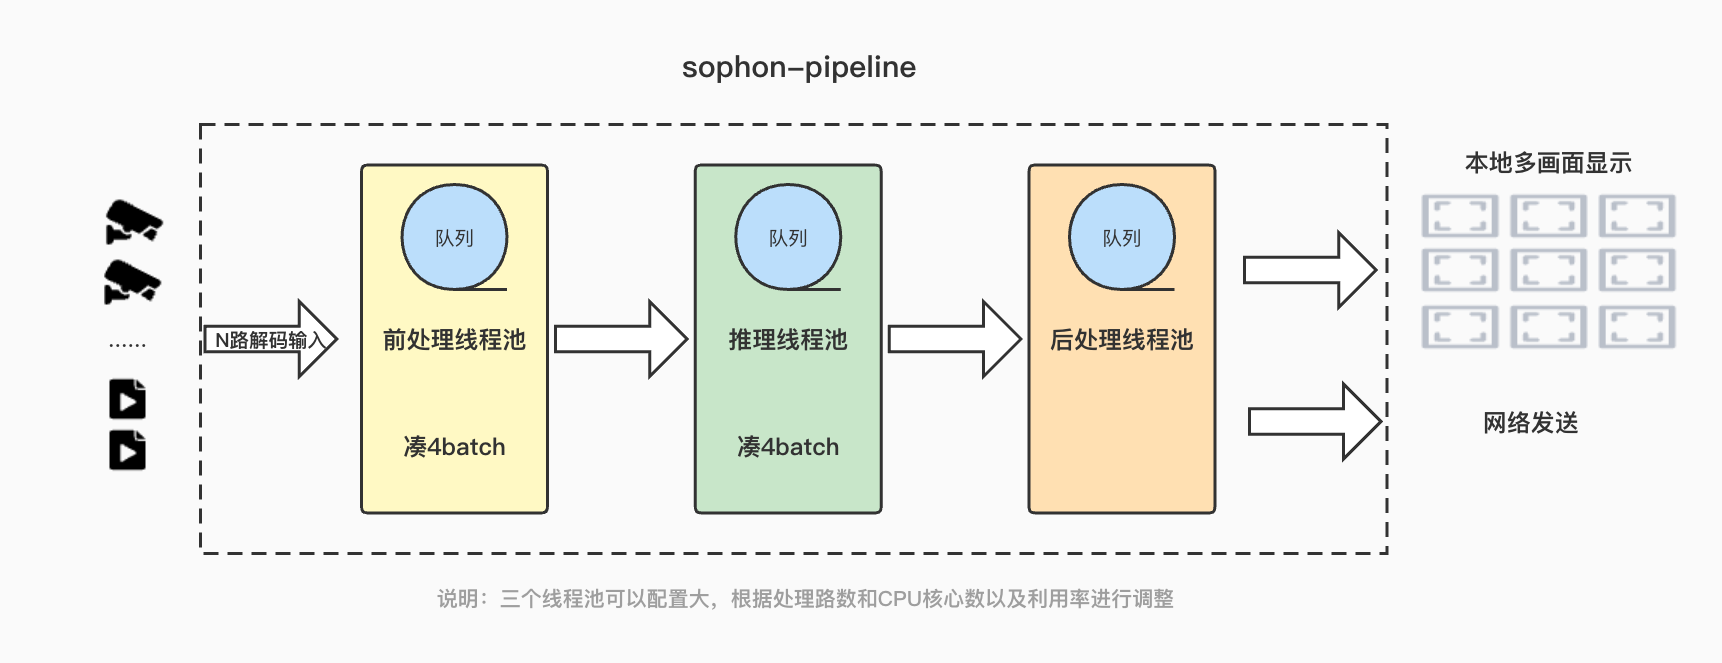 sophon-pipeline
本地多画面显示
队列
队列
队列
N路解码输入
前处理线程池
推理线程池
后处理线程池
......
网络发送
凑4batch
凑4batch
说明：三个线程池可以配置大，根据处理路数和CPU核心数以及利用率进行调整